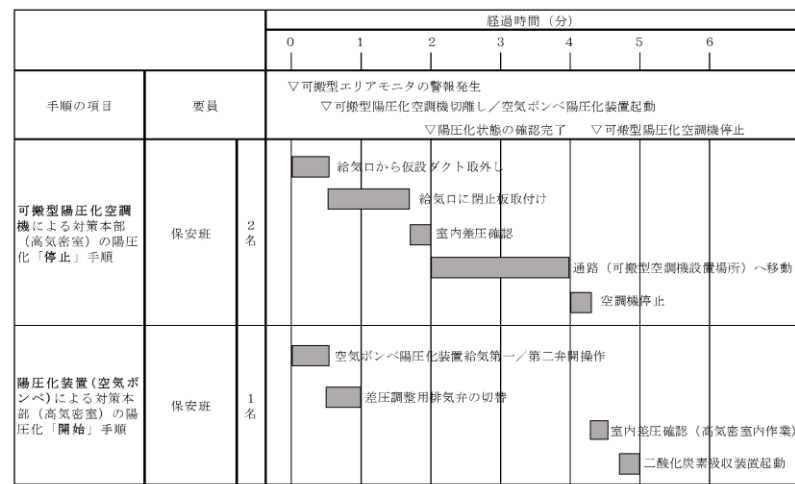 経過時間（分）
0 1 2 3 4 5 6
手順の項目
要員
▽可搬型エリアモニタの警報発生
▽可搬型陽圧化空調機切離し／空気ボンベ陽圧化装置起動
▽陽圧化状態の確認完了
▽可搬型陽圧化空調機停止
可搬型陽圧化空調
機による対策本部
（高気密室）の陽圧
化「停止」手順
保安班
2
名
給気口から仮設ダクト取外し
給気口に閉止板取付け
室内差圧確認
通路（可搬型空調機設置場所）へ移動
空調機停止
陽圧化装置(空気ボ
ンベ)による対策本
部（高気密室）の陽
圧化「開始」手順
保安班
1
名
空気ボンベ陽圧化装置給気第一／第二弁開操作
差圧調整用排気弁の切替
室内差圧確認（高気密室内作業）
二酸化炭素吸収装置起動